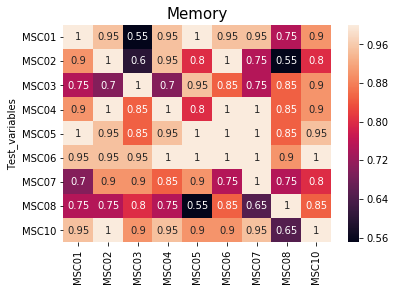 Memory
MSC01 1 0.95 0.55 0.95 1 0.95 0.95 0.75 0.9
MSC02 0.9 1 0.6 0.95 0.8 1 0.75 0.55 0.8
MSC03 0.75 0.7 1 0.7 0.95 0.85 0.75 0.85 0.9
MSC04 0.9 1 0.85 1 0.8 1 1 0.85 0.9
MSC05 1 0.95 0.85 0.95 1 1 1 0.85 0.95
MSC06 0.95 0.95 0.95 1 1 1 1 0.9 1
MSC07 0.7 0.9 0.9 0.85 0.9 0.75 1 0.75 0.8
MSC08 0.75 0.75 0.8 0.75 0.55 0.85 0.65 1 0.85
MSC10 0.95 1 0.9 0.95 0.9 0.9 0.95 0.65 1
MSC01 MSC02 MSC03 MSC04 MSC05 MSC06 MSC07 MSC08 MSC10
Test_variables
0.96
0.88
0.80
0.72
0.64
0.56